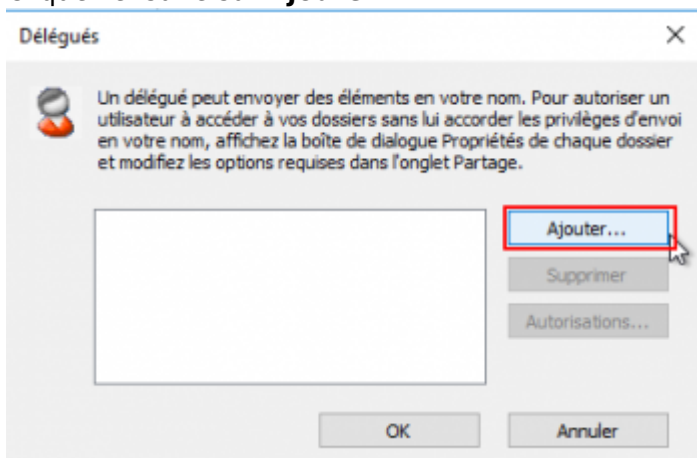 Délégués
Un délégué peut envoyer des éléments en votre nom. Pour autoriser un
utilisateur à accéder à vos dossiers sans lui accorder les privilèges d'envoi
en votre nom, affichez la boîte de dialogue Propriétés de chaque dossier
et modifiez les options requises dans l'onglet Partage.
Ajouter...
Supprimer
Autorisations...
OK
Annuler